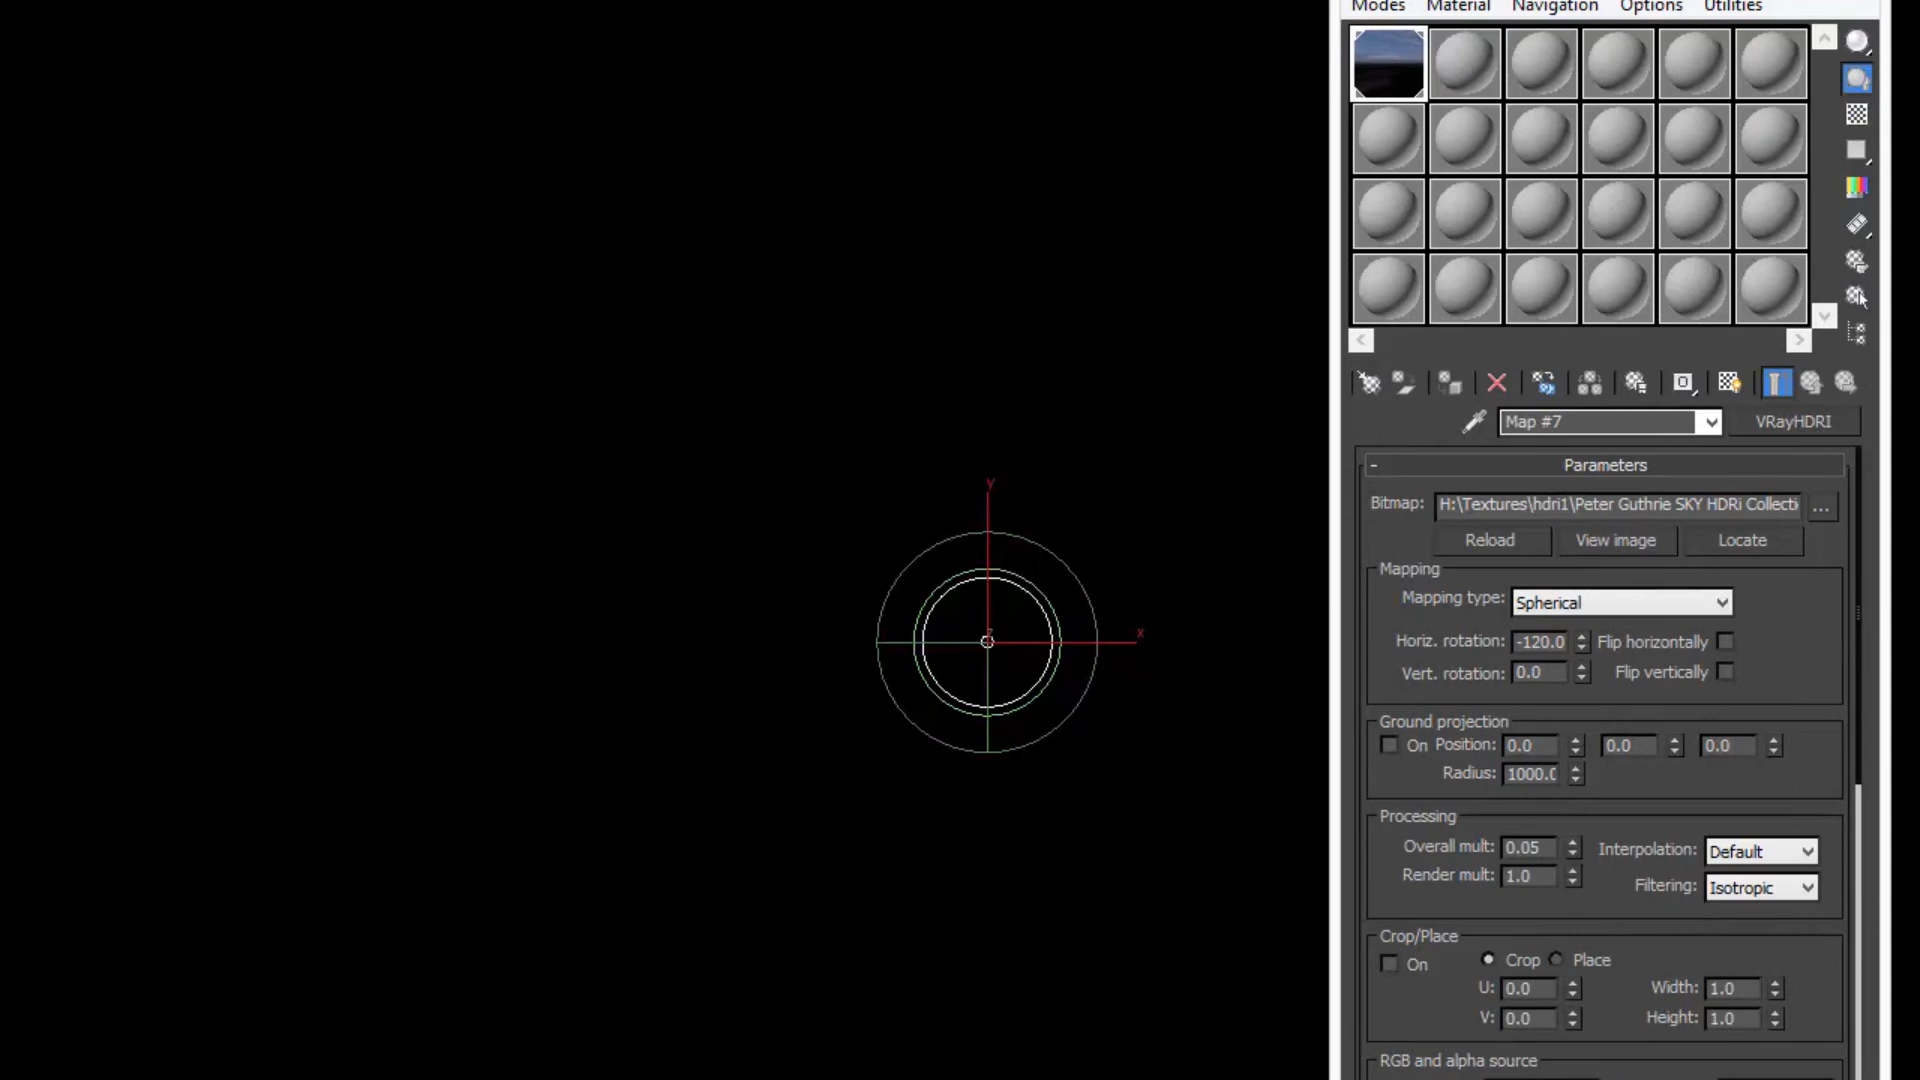 Modes Material Navigation Options Utilities
Map #7 VRayHDRI
- Parameters
Bitmap: H:\Textures\hdri1\Peter Guthrie SKY HDRi Collecti ...
Reload View image Locate
Mapping
Mapping type: Spherical
Horiz. rotation: -120.0 Flip horizontally
Vert. rotation: 0.0 Flip vertically
Ground projection
On Position: 0.0 0.0 0.0
Radius: 1000.0
Processing
Overall mult: 0.05 Interpolation: Default
Render mult: 1.0 Filtering: Isotropic
Crop/Place
On Crop Place
U: 0.0 Width: 1.0
V: 0.0 Height: 1.0
RGB and alpha source
y
z x